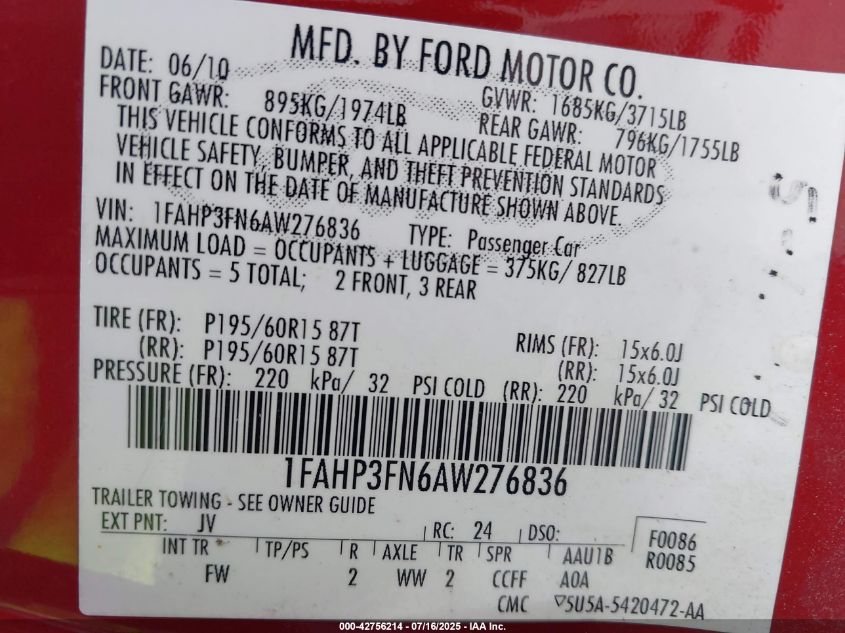 MFD. BY FORD MOTOR CO.
DATE: 06/10 GVWR: 1685KG/3715LB
FRONT GAWR: 895KG/1974LB REAR GAWR: 796KG/1755LB
THIS VEHICLE CONFORMS TO ALL APPLICABLE FEDERAL MOTOR
VEHICLE SAFETY, BUMPER, AND THEFT PREVENTION STANDARDS
IN EFFECT ON THE DATE OF MANUFACTURE SHOWN ABOVE.
VIN: 1FAHP3FN6AW276836 TYPE: Passenger Car
MAXIMUM LOAD = OCCUPANTS + LUGGAGE = 375KG/ 827LB
OCCUPANTS = 5 TOTAL; 2 FRONT, 3 REAR
TIRE (FR): P195/60R15 87T RIMS (FR): 15x6.0J
(RR): P195/60R15 87T (RR): 15x6.0J
PRESSURE (FR): 220 kPa/ 32 PSI COLD (RR): 220 kPa/ 32 PSI COLD
1FAHP3FN6AW276836
TRAILER TOWING - SEE OWNER GUIDE
EXT PNT: JV RC: 24 DSO: F0086
INT TR TP/PS R AXLE TR SPR AAU1B R0085
FW 2 WW 2 CCFF AOA
CMC ▽5U5A-5420472-AA
000-42756214 - 07/16/2025 - IAA Inc.